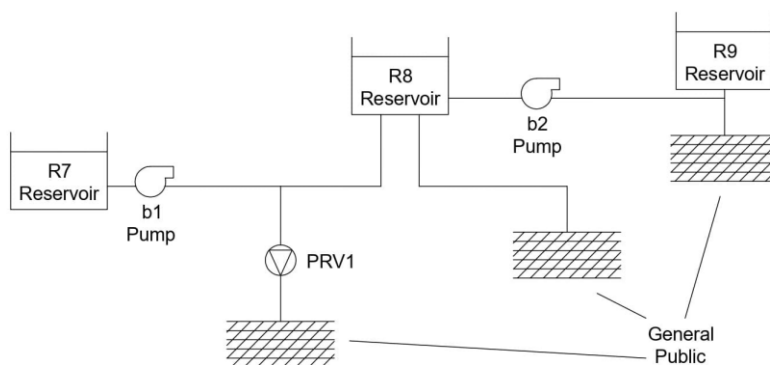 R8
Reservoir
R9
Reservoir
b2
Pump
R7
Reservoir
b1
Pump
PRV1
General
Public